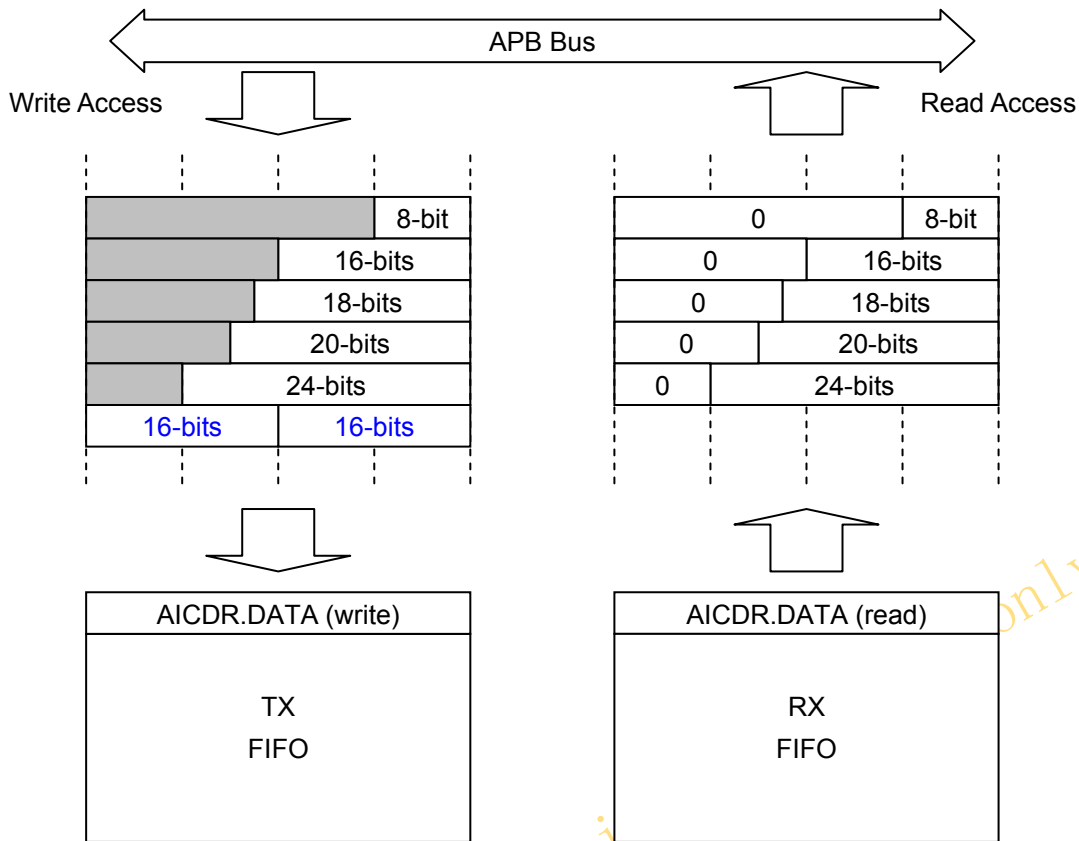 APB Bus
Write Access
Read Access
8-bit
16-bits
18-bits
20-bits
24-bits
16-bits 16-bits
0 8-bit
0 16-bits
0 18-bits
0 20-bits
0 24-bits
AICDR.DATA (write)
TX
FIFO
AICDR.DATA (read)
RX
FIFO
only